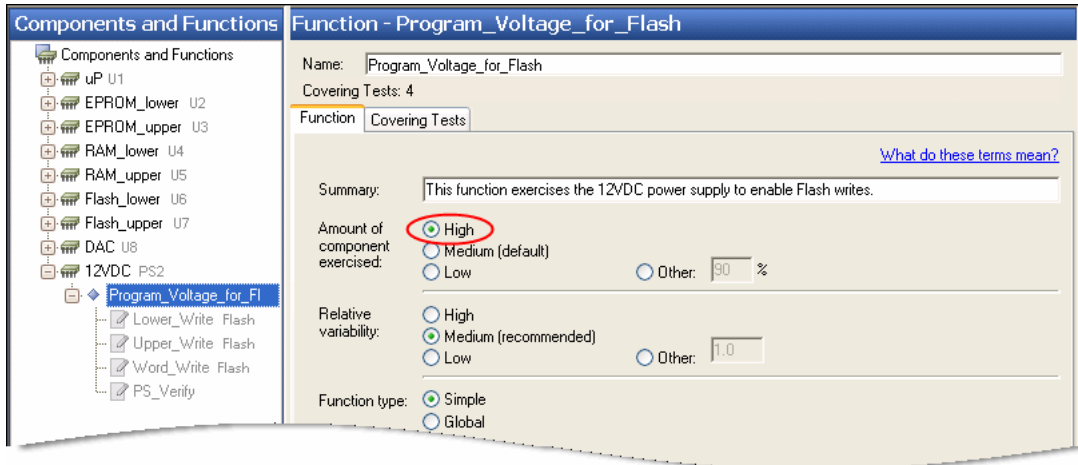 Components and Functions
Components and Functions
uP U1
EPROM_lower U2
EPROM_upper U3
RAM_lower U4
RAM_upper U5
Flash_lower U6
Flash_upper U7
DAC U8
12VDC PS2
Program_Voltage_for_Fl
Lower_Write Flash
Upper_Write Flash
Word_Write Flash
PS_Verify
Function - Program_Voltage_for_Flash
Name: Program_Voltage_for_Flash
Covering Tests: 4
Function Covering Tests
What do these terms mean?
Summary: This function exercises the 12VDC power supply to enable Flash writes.
Amount of component exercised:
High
Medium (default)
Low Other: 90 %
Relative variability:
High
Medium (recommended)
Low Other: 1.0
Function type: Simple
Global